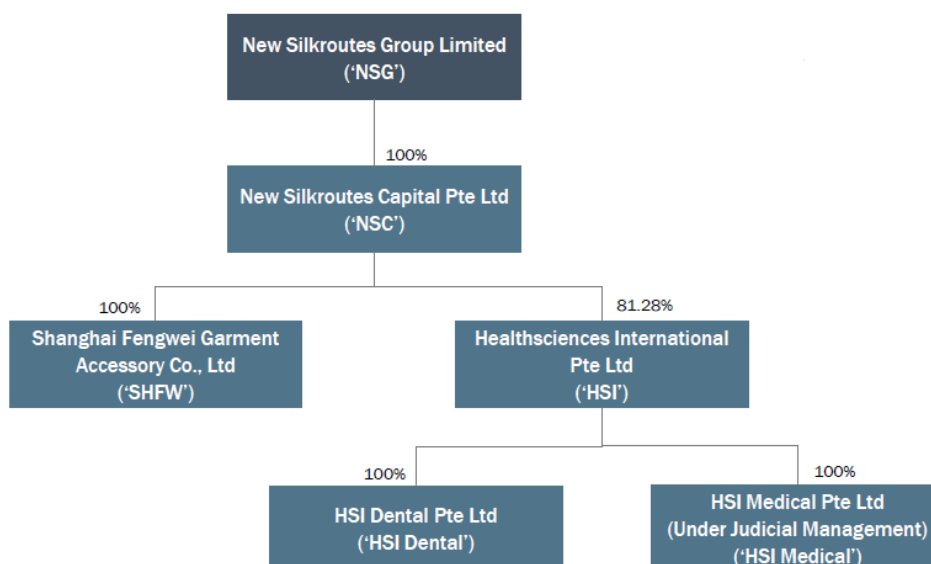 New Silkroutes Group Limited
(‘NSG’)
100%
New Silkroutes Capital Pte Ltd
(‘NSC’)
100%
81.28%
Shanghai Fengwei Garment
Accessory Co., Ltd
(‘SHFW’)
Healthsciences International
Pte Ltd
(‘HSI’)
100%
100%
HSI Dental Pte Ltd
(‘HSI Dental’)
HSI Medical Pte Ltd
(Under Judicial Management)
(‘HSI Medical’)